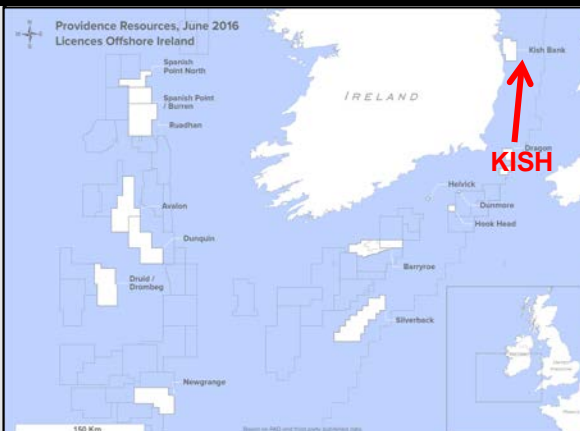 Providence Resources, June 2016
Licences Offshore Ireland
Spanish
Point North
Kish Bank
Spanish Point
/ Burren
IRELAND
Ruadhan
Dragon
KISH
Helvick
Avalon
Dunmore
Hook Head
Dunquin
Barryroe
Druid /
Drombeg
Silverback
Newgrange
150 Km